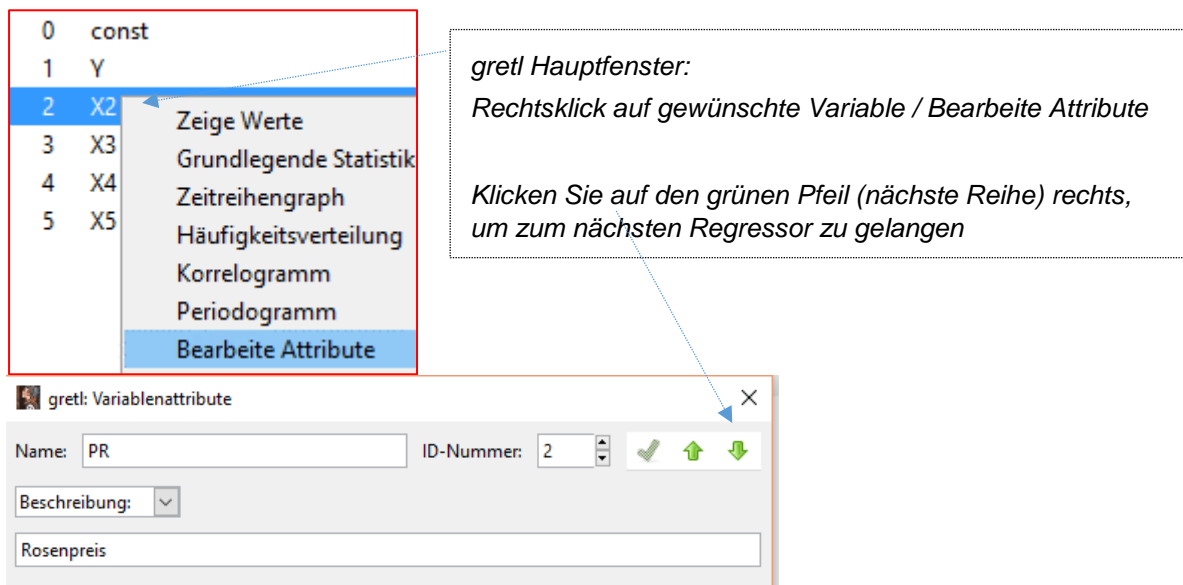 0 const
1 Y
2 X2
3 X3
4 X4
5 X5
Zeige Werte
Grundlegende Statistik
Zeitreihengraph
Häufigkeitsverteilung
Korrelogramm
Periodogramm
Bearbeite Attribute
gretl Hauptfenster:
Rechtsklick auf gewünschte Variable / Bearbeite Attribute
Klicken Sie auf den grünen Pfeil (nächste Reihe) rechts,
um zum nächsten Regressor zu gelangen
gretl: Variablenattribute
Name: PR ID-Nummer: 2
Beschreibung:
Rosenpreis